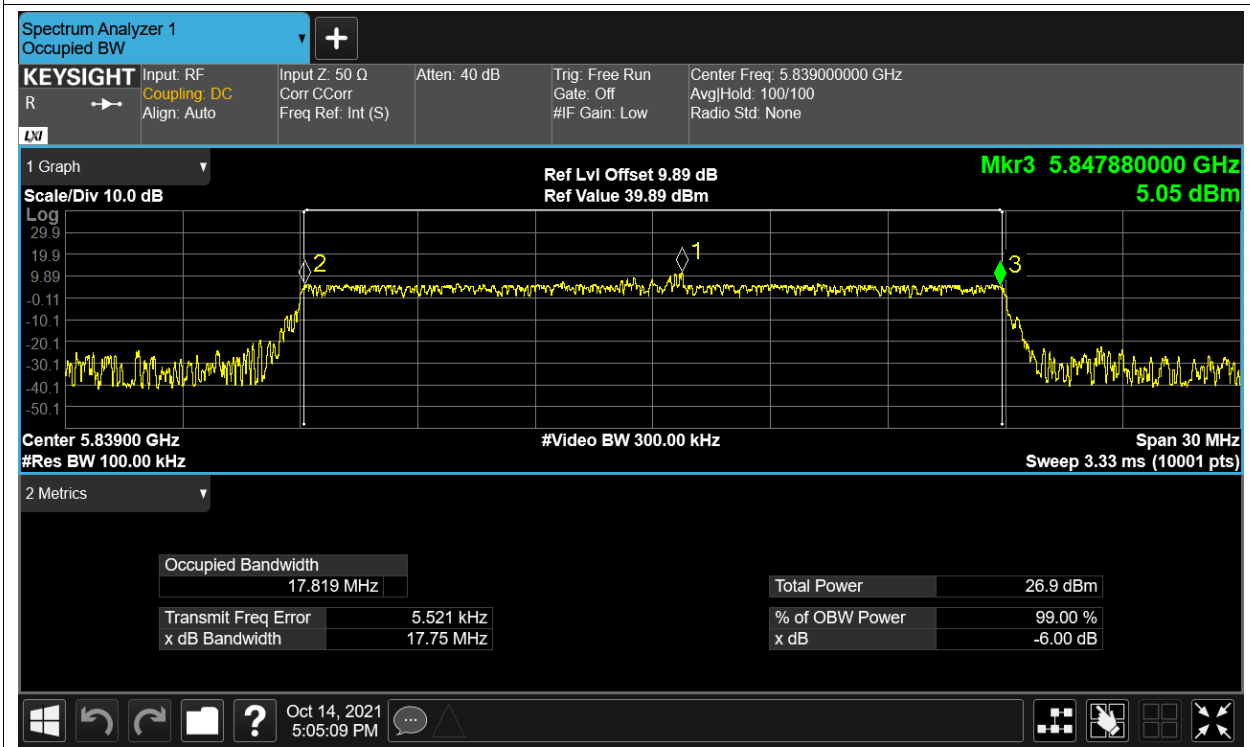 Spectrum Analyzer 1
Occupied BW
KEYSIGHT
R
LXI
Input: RF
Coupling: DC
Align: Auto
Input Z: 50 Ω
Corr CCorr
Freq Ref: Int (S)
Atten: 40 dB
Trig: Free Run
Gate: Off
#IF Gain: Low
Center Freq: 5.839000000 GHz
Avg|Hold: 100/100
Radio Std: None
1 Graph
Scale/Div 10.0 dB
Ref Lvl Offset 9.89 dB
Ref Value 39.89 dBm
Mkr3 5.847880000 GHz
5.05 dBm
Log
29.9
19.9
9.89
-0.11
-10.1
-20.1
-30.1
-40.1
-50.1
2
1
3
Center 5.83900 GHz
#Res BW 100.00 kHz
#Video BW 300.00 kHz
Span 30 MHz
Sweep 3.33 ms (10001 pts)
2 Metrics
Occupied Bandwidth
17.819 MHz
Transmit Freq Error 5.521 kHz
x dB Bandwidth 17.75 MHz
Total Power 26.9 dBm
% of OBW Power 99.00 %
x dB -6.00 dB
?
Oct 14, 2021
5:05:09 PM